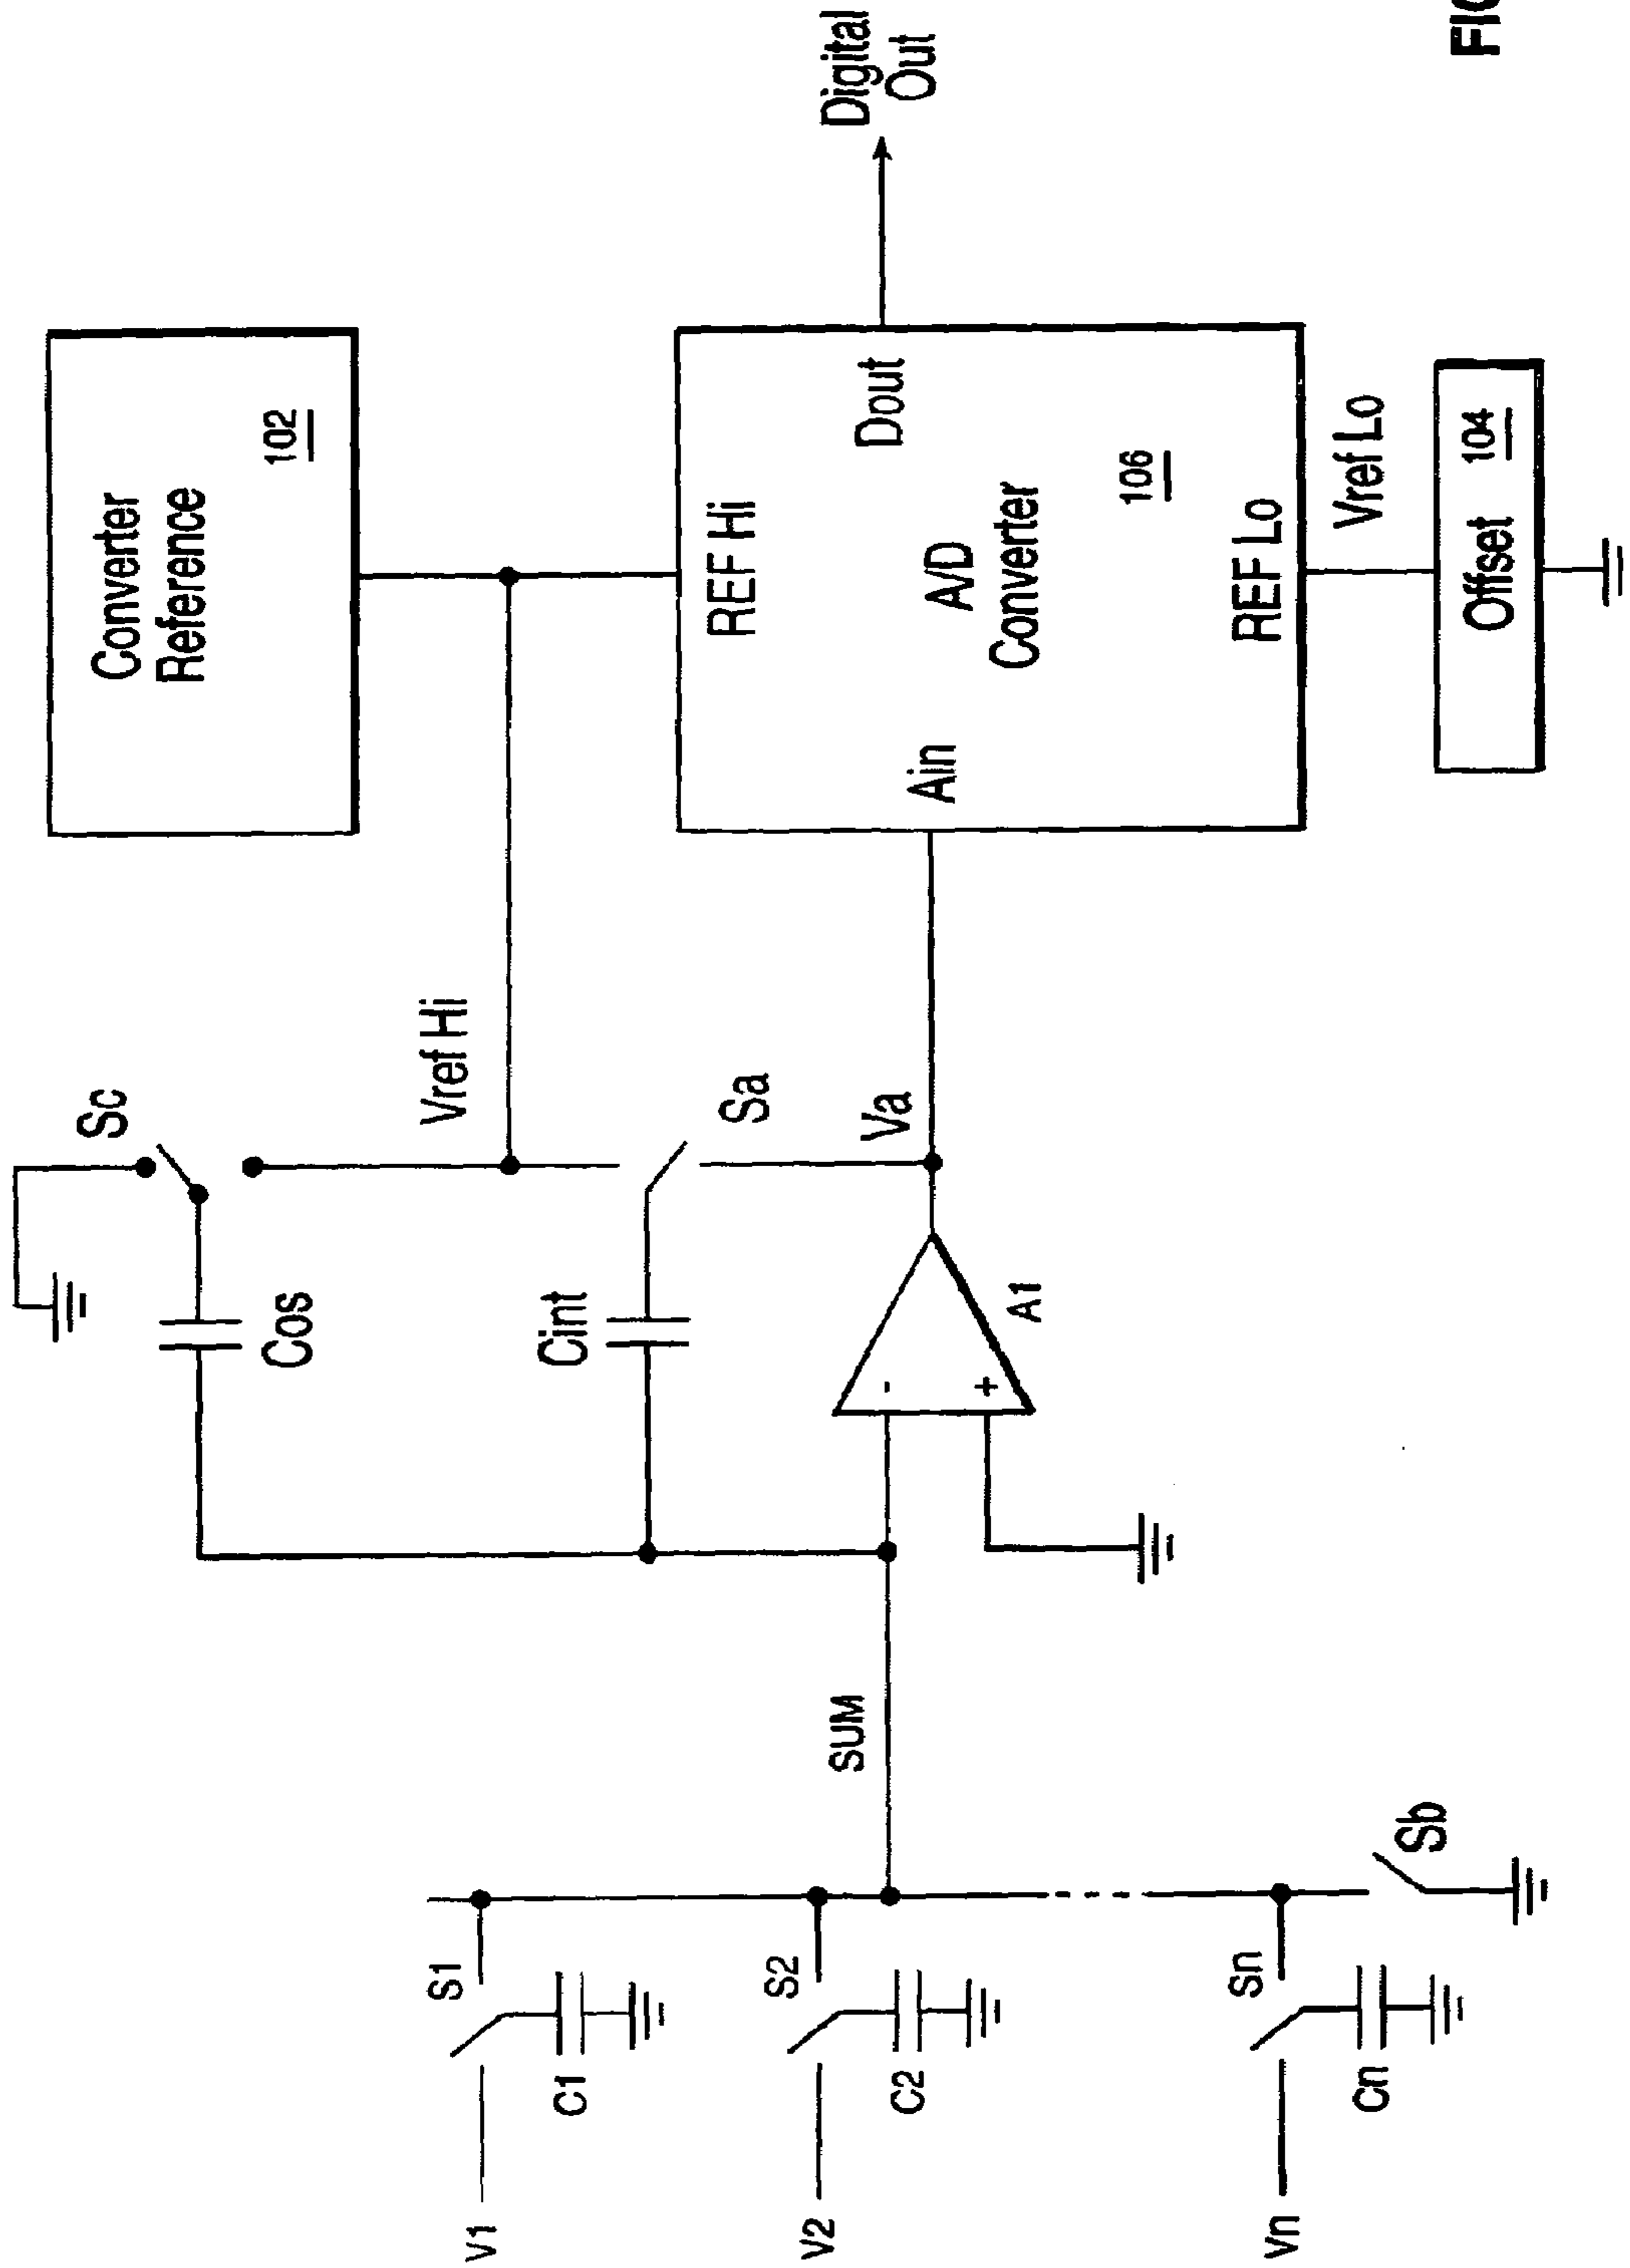 Converter
Reference
102
Sc
Cos
Vref Hi
Cint
Sa
REF Hi
A/D
Converter
106
Ain
Dout
REF Lo
Digital
Out
Va
A1
-
+
SUM
V1
S1
C1
V2
S2
C2
Vn
Sn
Cn
Sb
Vref Lo
Offset 104